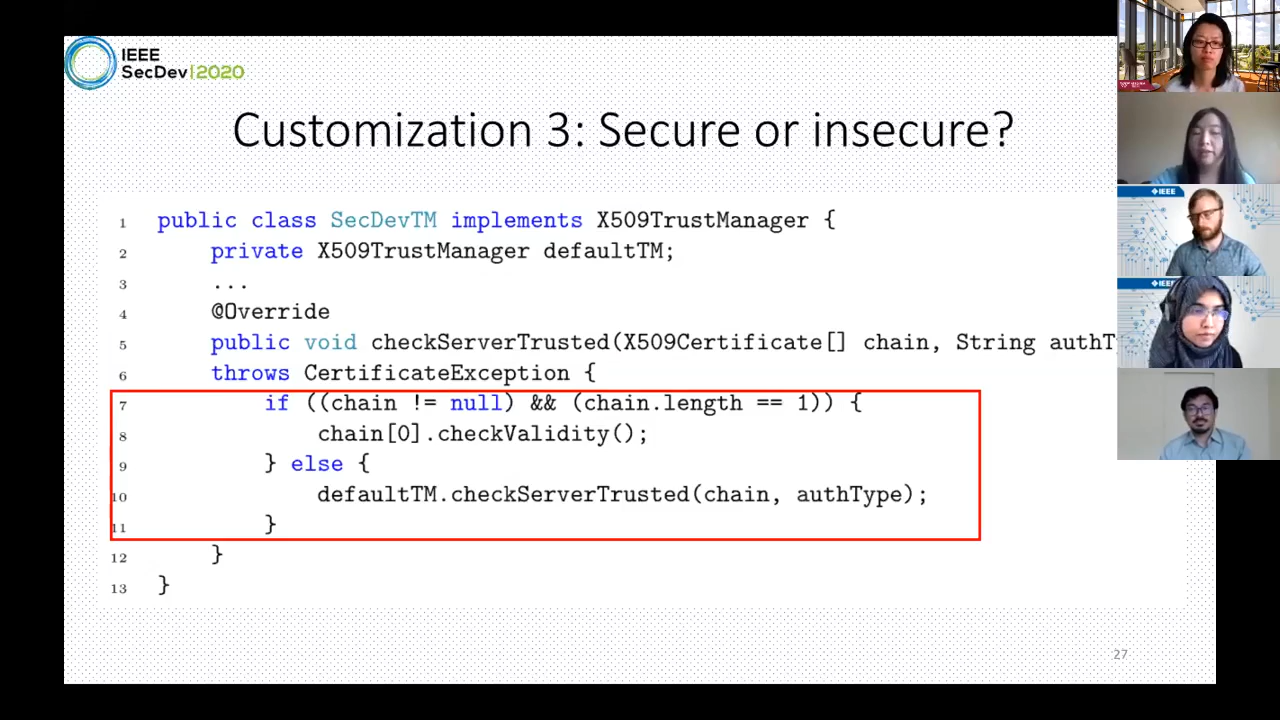 IEEE
SecDev|2020
Customization 3: Secure or insecure?
1 public class SecDevTM implements X509TrustManager {
2 private X509TrustManager defaultTM;
3 ...
4 @Override
5 public void checkServerTrusted(X509Certificate[] chain, String authT
6 throws CertificateException {
7 if ((chain != null) && (chain.length == 1)) {
8 chain[0].checkValidity();
9 } else {
10 defaultTM.checkServerTrusted(chain, authType);
11 }
12 }
13 }
27
IEEE
IEEE